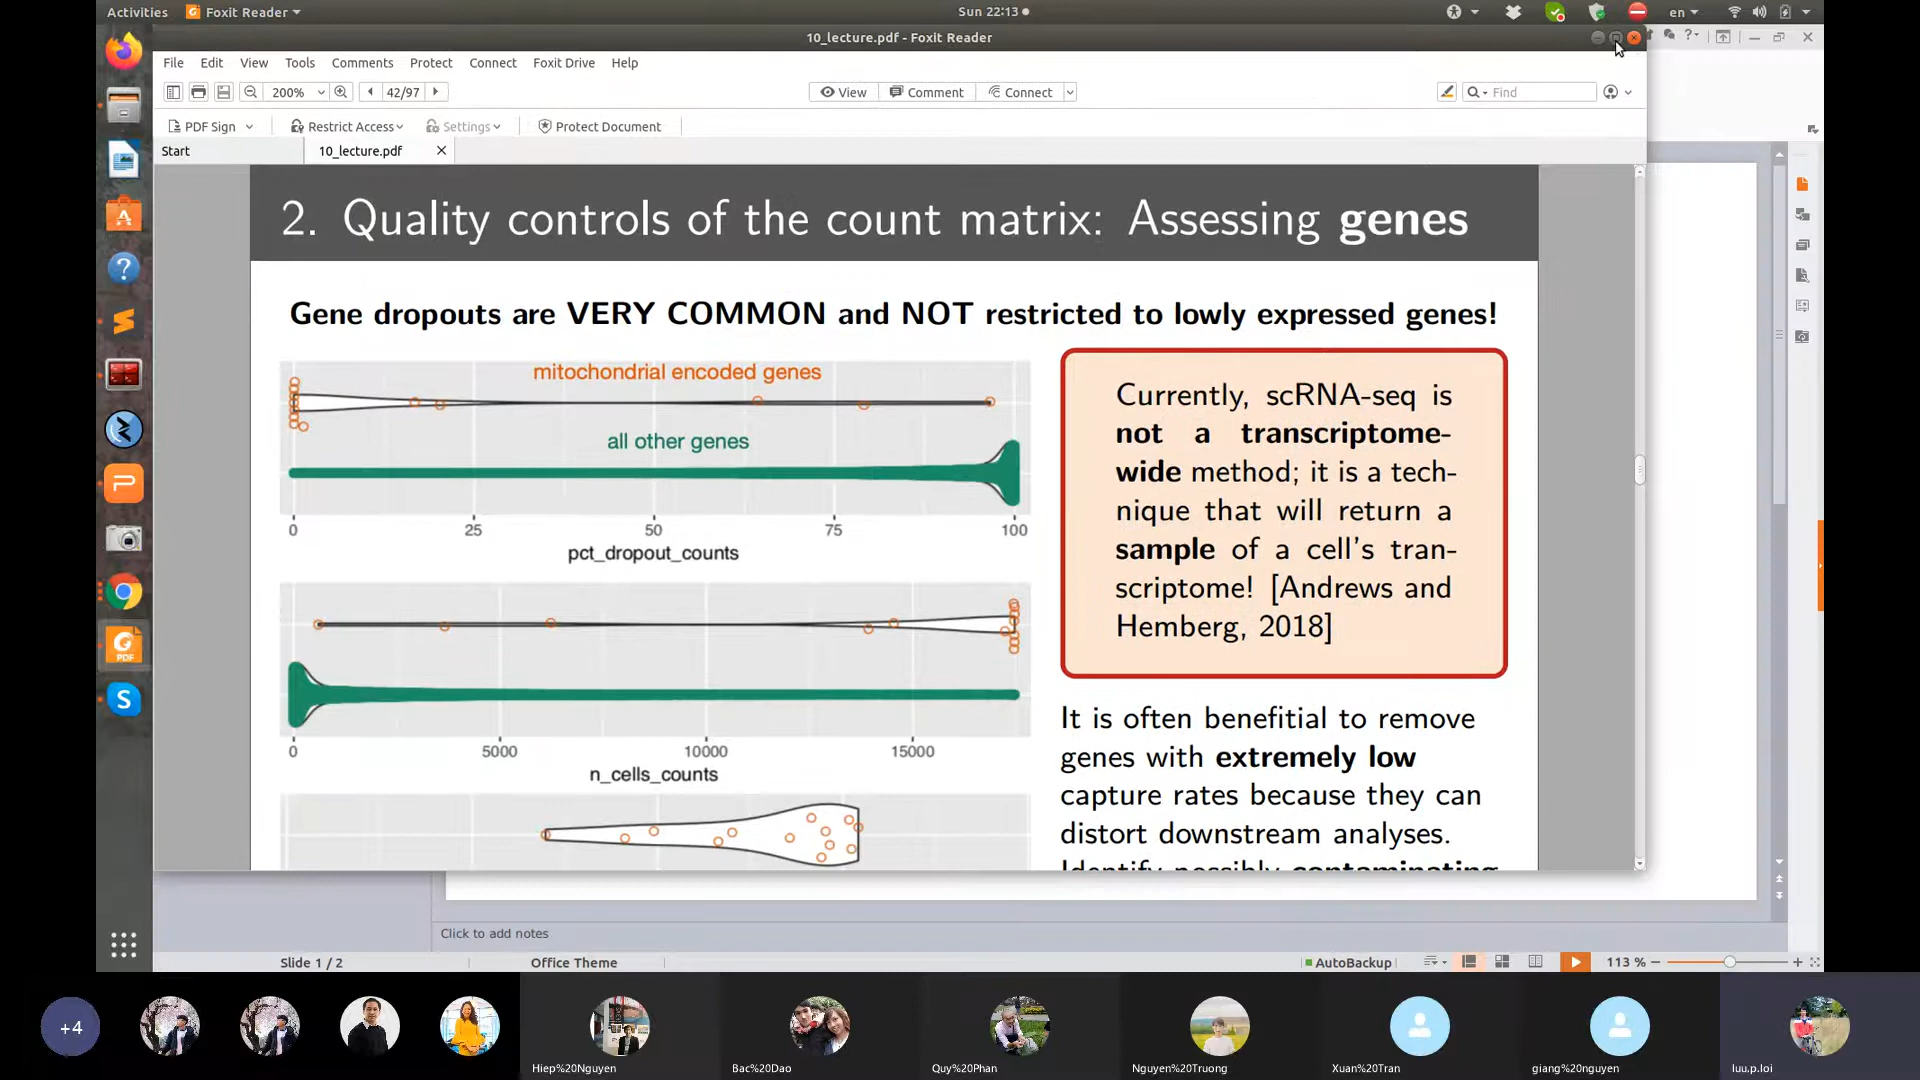 Activities Foxit Reader Sun 22:13 en
10_lecture.pdf - Foxit Reader
File Edit View Tools Comments Protect Connect Foxit Drive Help
200% 42/97 View Comment Connect Find
PDF Sign Restrict Access Settings Protect Document
Start 10_lecture.pdf
2. Quality controls of the count matrix: Assessing genes
Gene dropouts are VERY COMMON and NOT restricted to lowly expressed genes!
mitochondrial encoded genes
all other genes
0 25 50 75 100
pct_dropout_counts
0 5000 10000 15000
n_cells_counts
Currently, scRNA-seq is
not a transcriptome-
wide method; it is a tech-
nique that will return a
sample of a cell's tran-
scriptome! [Andrews and
Hemberg, 2018]
It is often benefitial to remove
genes with extremely low
capture rates because they can
distort downstream analyses.
Identify possibly contaminating
Click to add notes
Slide 1 / 2 Office Theme AutoBackup 113 %
+4
Hiep%20Nguyen Bac%20Dao Quy%20Phan Nguyen%20Truong Xuan%20Tran giang%20nguyen luu.p.loi